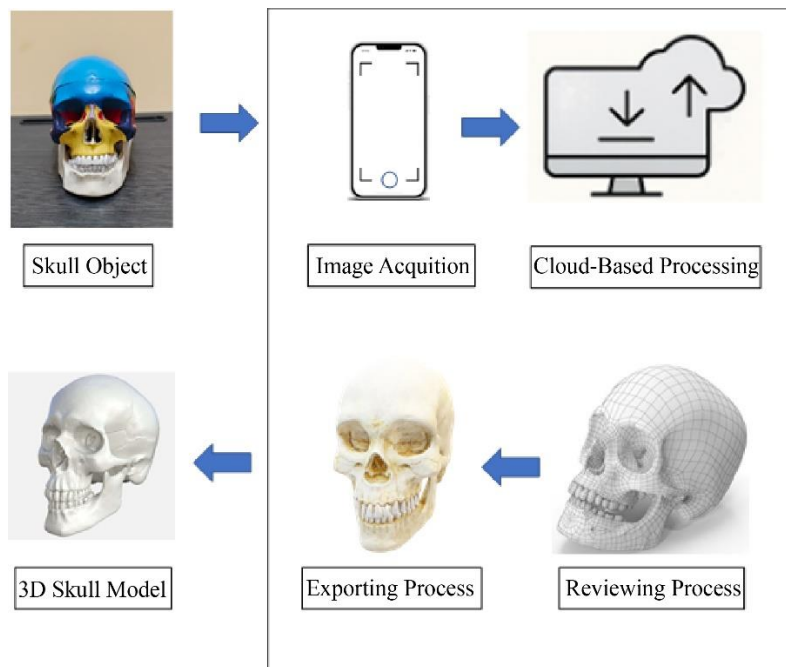 Skull Object
Image Acquition
Cloud-Based Processing
3D Skull Model
Exporting Process
Reviewing Process